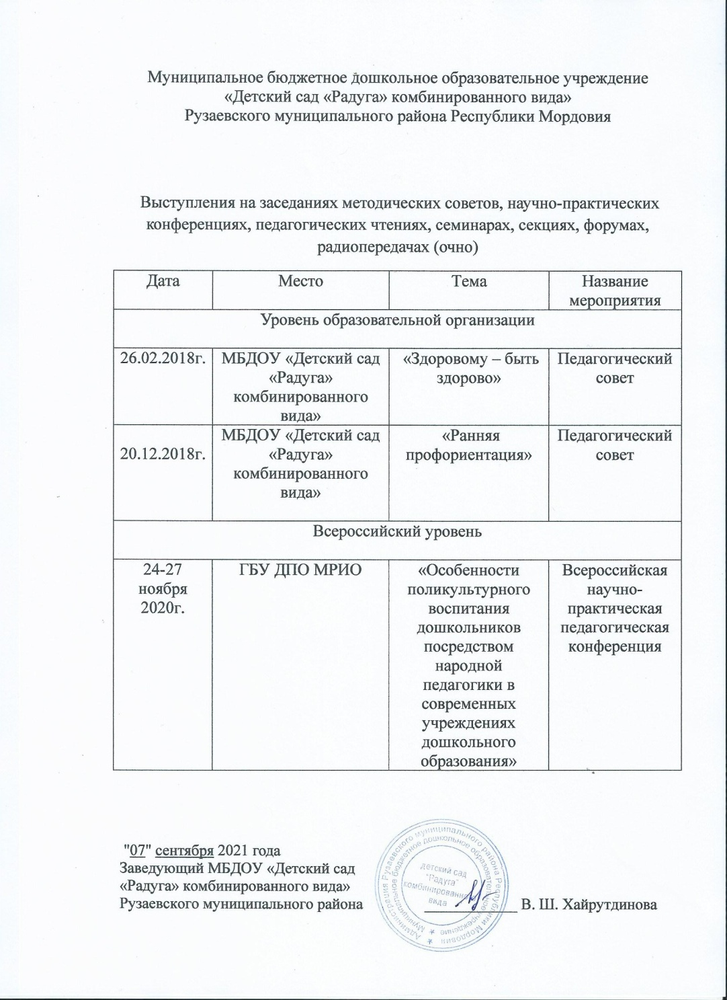 Муниципальное бюджетное дошкольное образовательное учреждение
«Детский сад «Радуга» комбинированного вида»
Рузаевского муниципального района Республики Мордовия
Выступления на заседаниях методических советов, научно-практических
конференциях, педагогических чтениях, семинарах, секциях, форумах,
радиопередачах (очно)
Дата Место Тема Название
мероприятия
Уровень образовательной организации
26.02.2018г. МБДОУ «Детский сад «Здоровому – быть Педагогический
«Радуга» здорово» совет
комбинированного
вида»
МБДОУ «Детский сад «Ранняя Педагогический
20.12.2018г. «Радуга» профориентация» совет
комбинированного
вида»
Всероссийский уровень
24-27 ГБУ ДПО МРИО «Особенности Всероссийская
ноября поликультурного научно-
2020г. воспитания практическая
дошкольников педагогическая
посредством конференция
народной
педагогики в
современных
учреждениях
дошкольного
образования»
"07" сентября 2021 года
Заведующий МБДОУ «Детский сад
«Радуга» комбинированного вида»
Рузаевского муниципального района В. Ш. Хайрутдинова
Администрация Рузаевского муниципального района Республики Мордовия
Муниципальное бюджетное дошкольное образовательное учреждение
детский сад
"Радуга"
комбинированного
вида